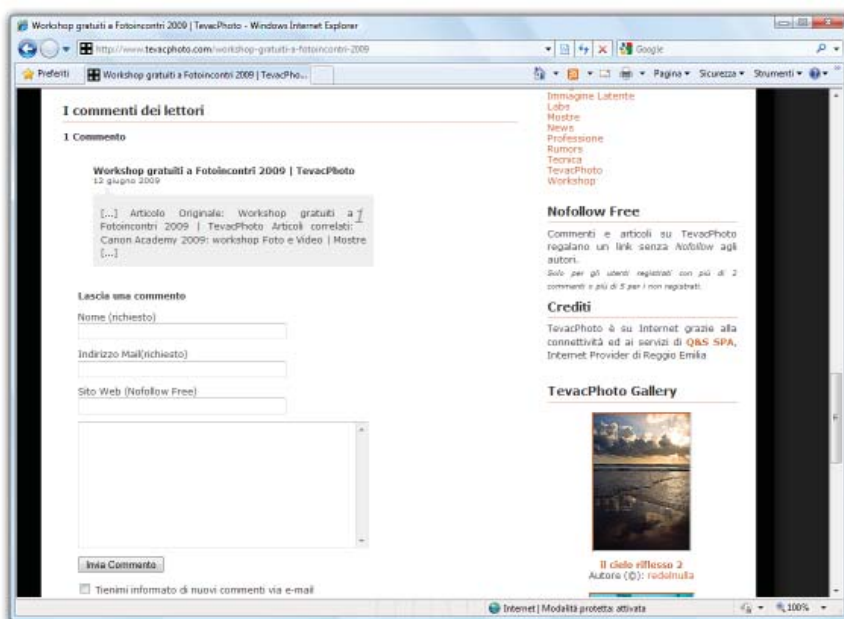 Workshop gratuiti a Fotoincontri 2009 | TevacPhoto - Windows Internet Explorer
http://www.tevacphoto.com/workshop-gratuiti-a-fotoincontri-2009
Google
Preferiti
Workshop gratuiti a Fotoincontri 2009 | TevacPho...
Pagina
Sicurezza
Strumenti
I commenti dei lettori
1 Commento
Workshop gratuiti a Fotoincontri 2009 | TevacPhoto
12 giugno 2009
1
[...] Articolo Originale: Workshop gratuiti a
Fotoincontri 2009 | TevacPhoto Articoli correlati:
Canon Academy 2009: workshop Foto e Video | Mostre
[...]
Lascia una commento
Nome (richiesto)
Indirizzo Mail(richiesto)
Sito Web (Nofollow Free)
Invia Commento
Tienimi informato di nuovi commenti via e-mail
Immagine Latente
Labs
Mostre
News
Professione
Rumors
Tecnica
TevacPhoto
Workshop
Nofollow Free
Commenti e articoli su TevacPhoto
regalano un link senza Nofollow agli
autori.
Solo per gli utenti registrati con più di 2
commenti o più di 5 per i non registrati.
Crediti
TevacPhoto è su Internet grazie alla
connettività ed ai servizi di Q&S SPA,
Internet Provider di Reggio Emilia
TevacPhoto Gallery
il cielo riflesso 2
Autore (©): redelnulla
Internet | Modalità protetta: attivata
100%